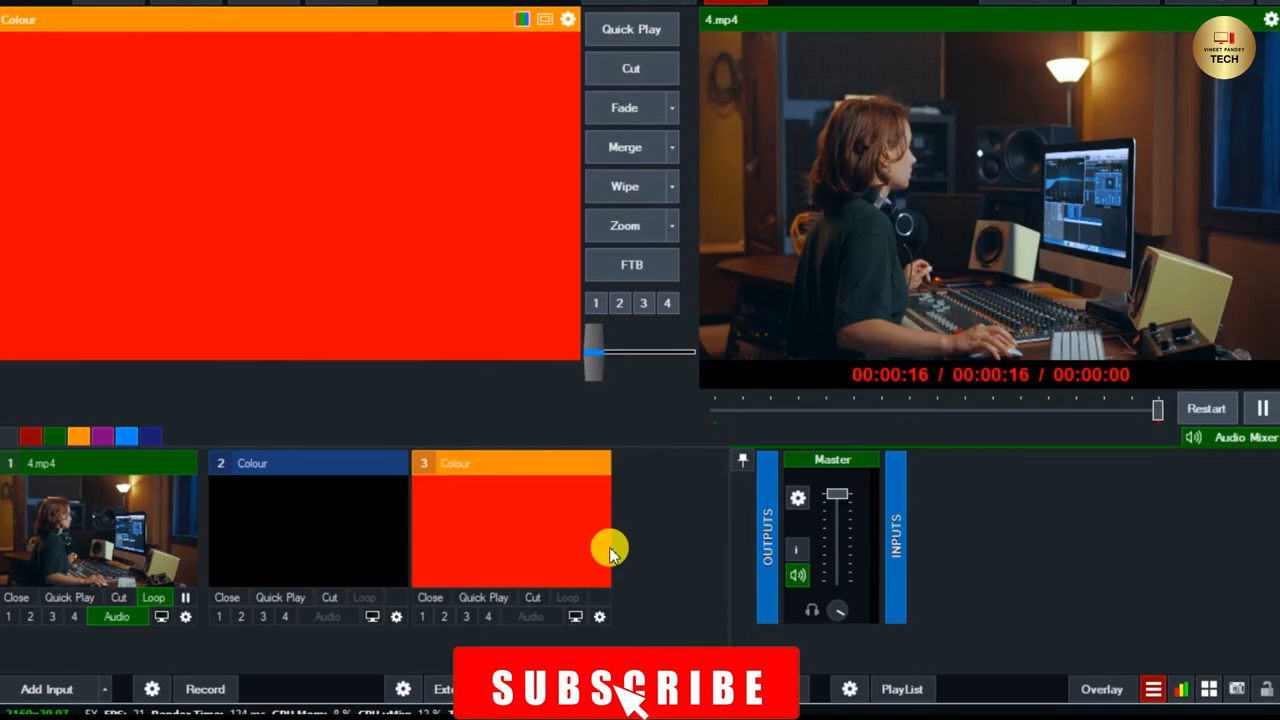 Colour
Quick Play
Cut
Fade
Merge
Wipe
Zoom
FTB
1 2 3 4
4.mp4
VINEET PANDEY
TECH
00:00:16 / 00:00:16 / 00:00:00
Restart
Audio Mixer
1 4.mp4
2 Colour
3 Colour
Close Quick Play Cut Loop
1 2 3 4 Audio
Close Quick Play Cut Loop
1 2 3 4 Audio
Close Quick Play Cut Loop
1 2 3 4 Audio
OUTPUTS
Master
i
INPUTS
Add Input
Record
SUBSCRIBE
PlayList
Overlay